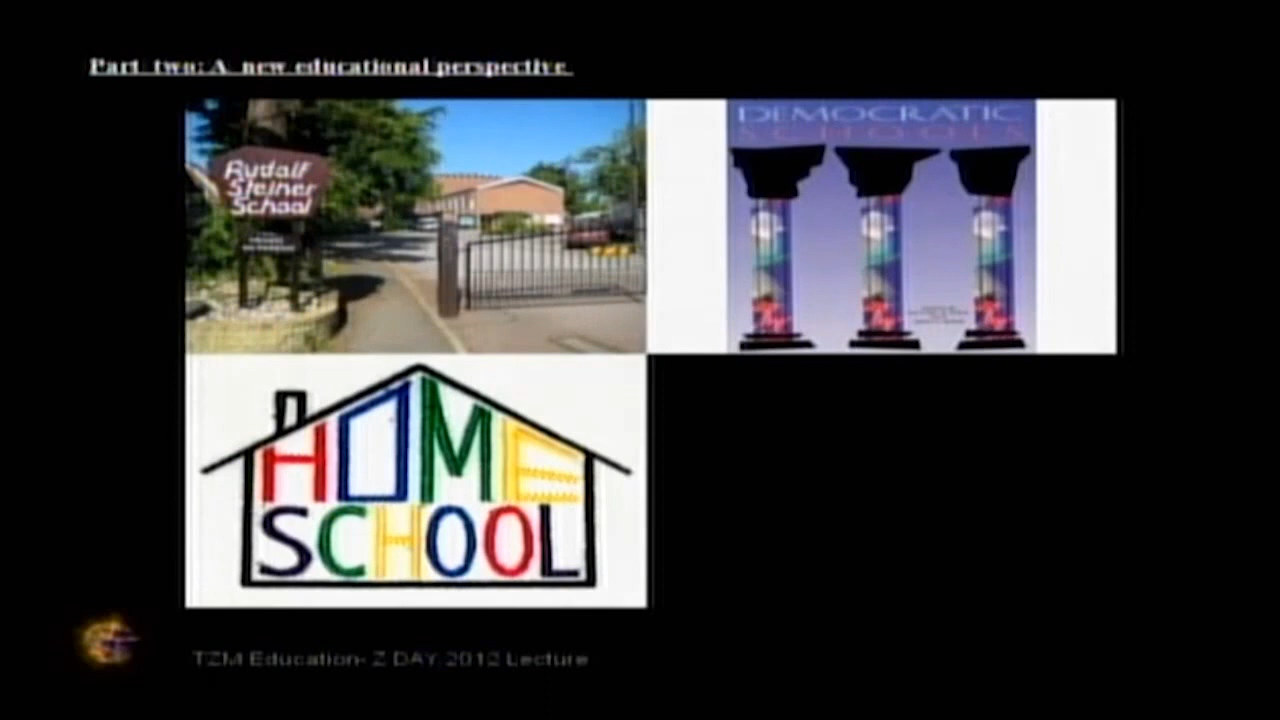 Part two: A new educational perspective
Rudolf
Steiner
School
DEMOCRATIC
SCHOOLS
HOME
SCHOOL
TZM Education- Z DAY 2012 Lecture